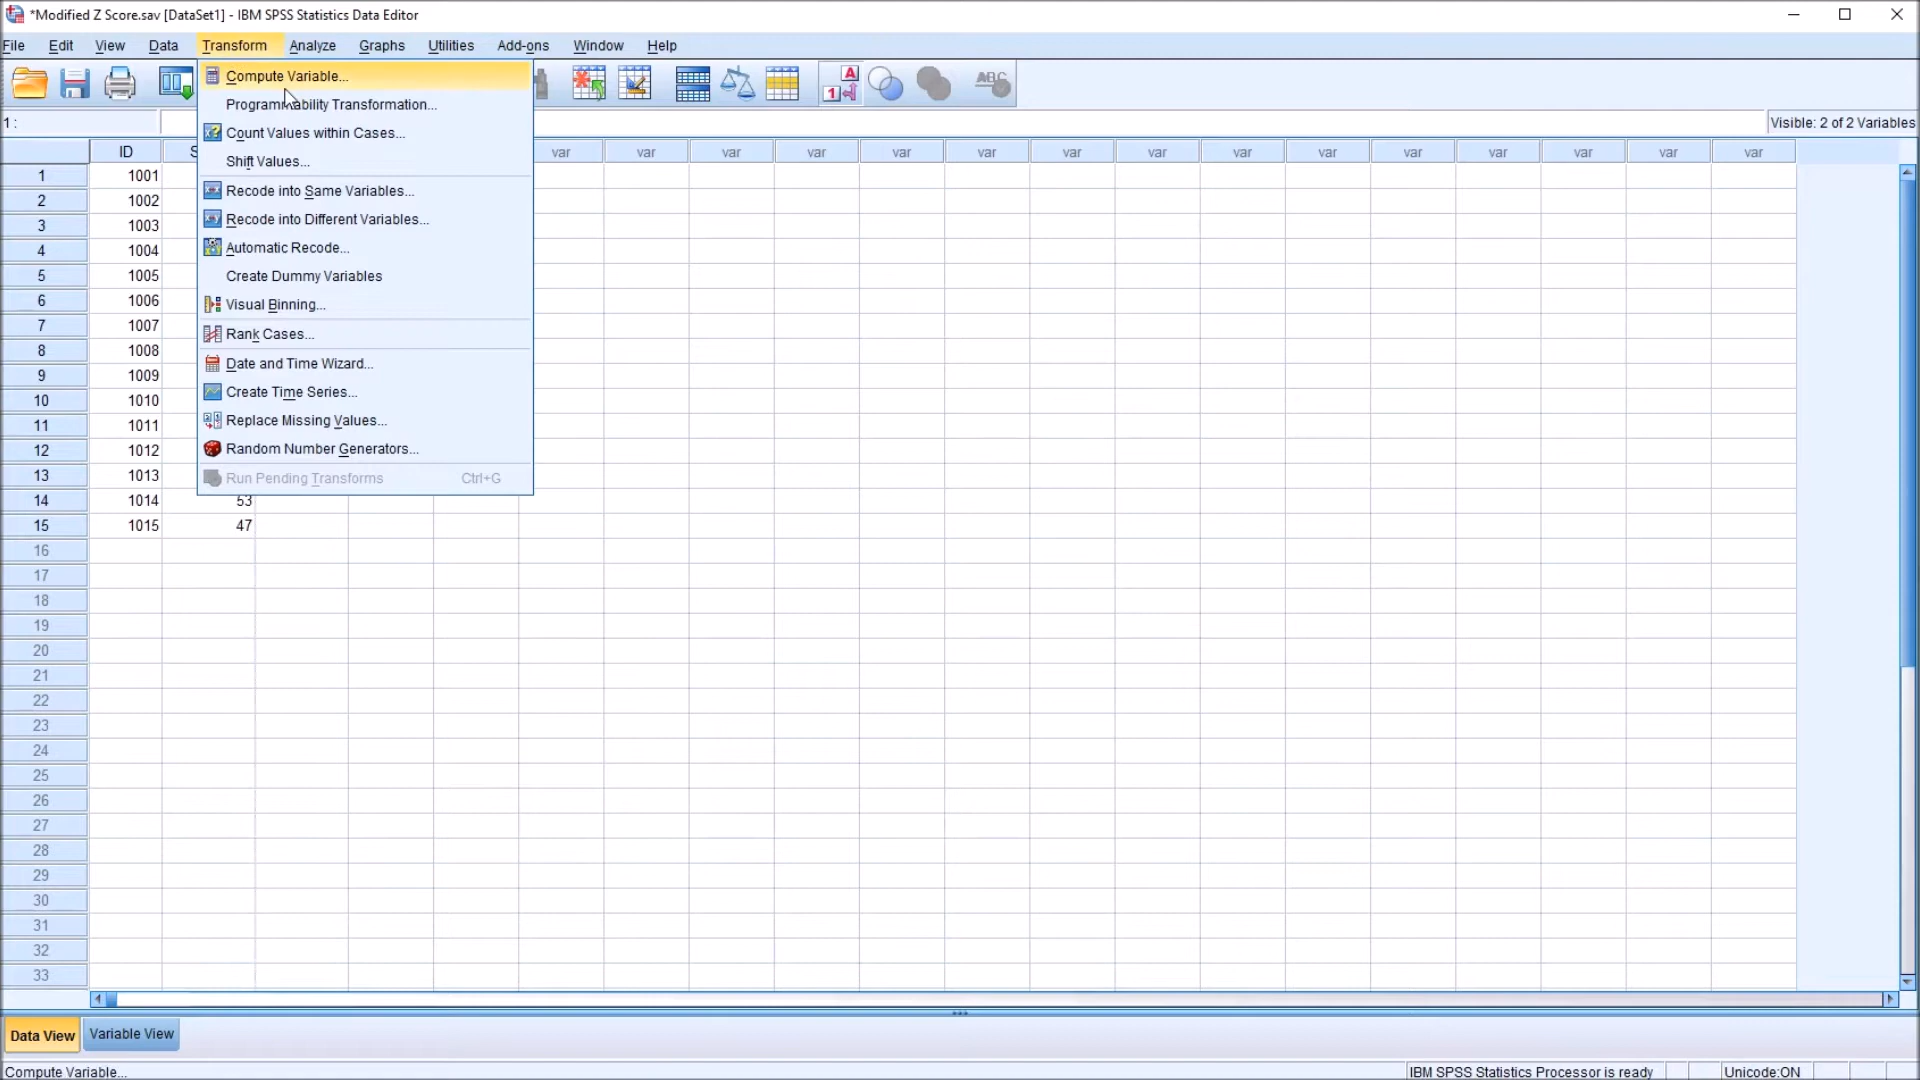 *Modified Z Score.sav [DataSet1] - IBM SPSS Statistics Data Editor
File Edit View Data Transform Analyze Graphs Utilities Add-ons Window Help
Compute Variable...
Programmability Transformation...
Count Values within Cases...
Shift Values...
Recode into Same Variables...
Recode into Different Variables...
Automatic Recode...
Create Dummy Variables
Visual Binning...
Rank Cases...
Date and Time Wizard...
Create Time Series...
Replace Missing Values...
Random Number Generators...
Run Pending Transforms Ctrl+G
A
1
ABC
1 :
Visible: 2 of 2 Variables
ID S var var var var var var var var var var var var var var var
1 1001
2 1002
3 1003
4 1004
5 1005
6 1006
7 1007
8 1008
9 1009
10 1010
11 1011
12 1012
13 1013
14 1014 53
15 1015 47
16
17
18
19
20
21
22
23
24
25
26
27
28
29
30
31
32
33
Data View Variable View
Compute Variable... IBM SPSS Statistics Processor is ready Unicode:ON